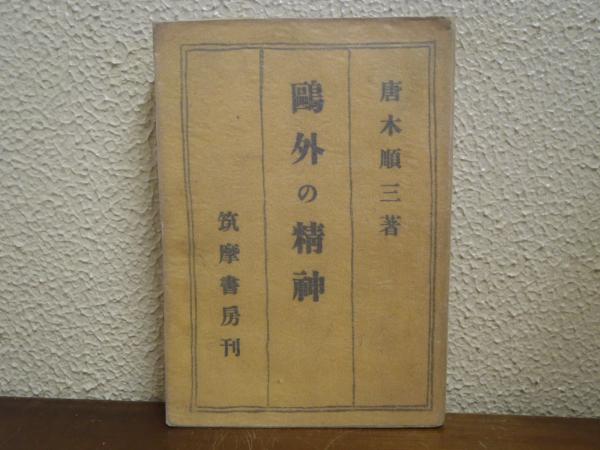 唐木順三著
鷗外の精神
筑摩書房刊